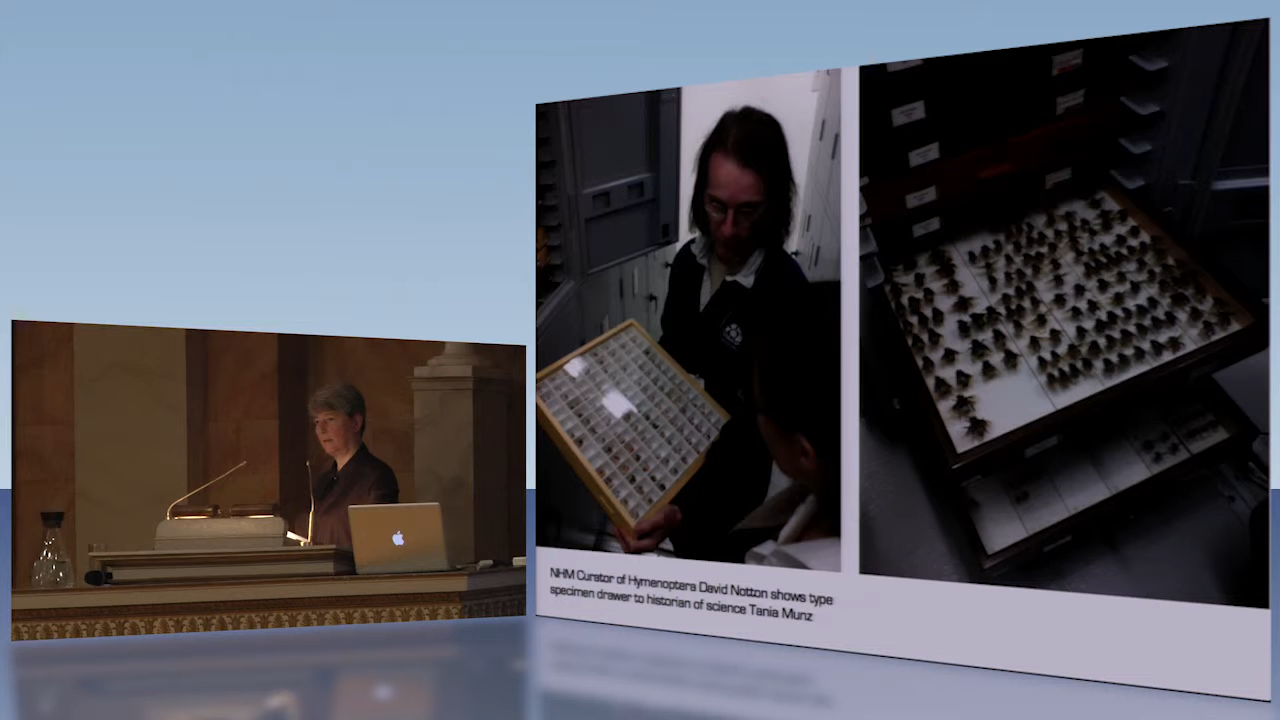 NHM Curator of Hymenoptera David Notton shows type
specimen drawer to historian of science Tania Munz